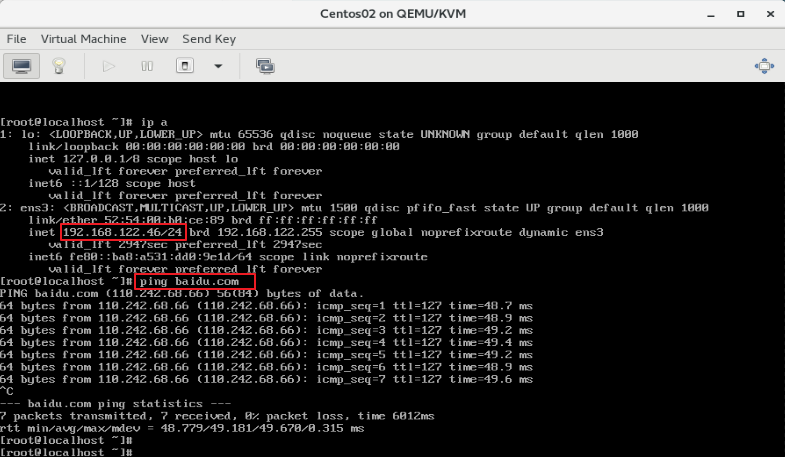 Centos02 on QEMU/KVM
File Virtual Machine View Send Key
[root@localhost ~]# ip a
1: lo: <LOOPBACK,UP,LOWER_UP> mtu 65536 qdisc noqueue state UNKNOWN group default qlen 1000
link/loopback 00:00:00:00:00:00 brd 00:00:00:00:00:00
inet 127.0.0.1/8 scope host lo
valid_lft forever preferred_lft forever
inet6 ::1/128 scope host
valid_lft forever preferred_lft forever
2: ens3: <BROADCAST,MULTICAST,UP,LOWER_UP> mtu 1500 qdisc pfifo_fast state UP group default qlen 1000
link/ether 52:54:00:b0:ce:89 brd ff:ff:ff:ff:ff:ff
inet 192.168.122.46/24 brd 192.168.122.255 scope global noprefixroute dynamic ens3
valid_lft 2947sec preferred_lft 2947sec
inet6 fe80::ba8:a531:dd0:9e1d/64 scope link noprefixroute
valid_lft forever preferred_lft forever
[root@localhost ~]# ping baidu.com
PING baidu.com (110.242.68.66) 56(84) bytes of data.
64 bytes from 110.242.68.66 (110.242.68.66): icmp_seq=1 ttl=127 time=48.7 ms
64 bytes from 110.242.68.66 (110.242.68.66): icmp_seq=2 ttl=127 time=48.9 ms
64 bytes from 110.242.68.66 (110.242.68.66): icmp_seq=3 ttl=127 time=49.2 ms
64 bytes from 110.242.68.66 (110.242.68.66): icmp_seq=4 ttl=127 time=49.4 ms
64 bytes from 110.242.68.66 (110.242.68.66): icmp_seq=5 ttl=127 time=49.2 ms
64 bytes from 110.242.68.66 (110.242.68.66): icmp_seq=6 ttl=127 time=48.9 ms
64 bytes from 110.242.68.66 (110.242.68.66): icmp_seq=7 ttl=127 time=49.6 ms
^C
--- baidu.com ping statistics ---
7 packets transmitted, 7 received, 0% packet loss, time 6012ms
rtt min/avg/max/mdev = 48.779/49.181/49.670/0.315 ms
[root@localhost ~]#
[root@localhost ~]#